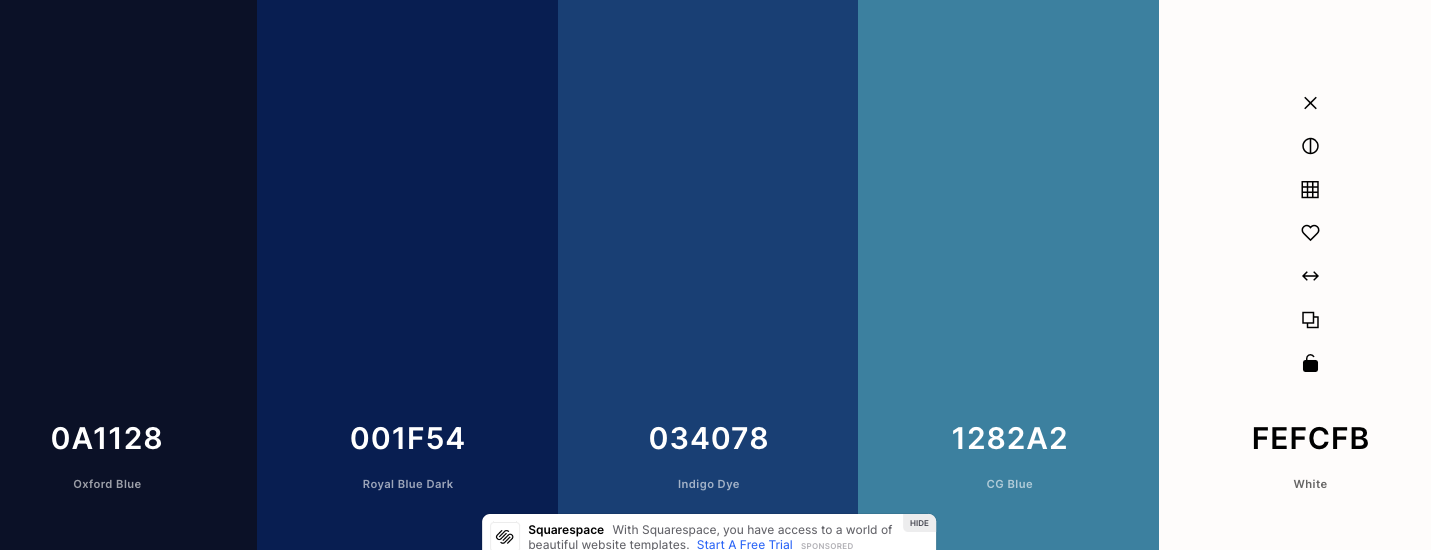 0A1128
Oxford Blue
001F54
Royal Blue Dark
034078
Indigo Dye
1282A2
CG Blue
FEFCFB
White
Squarespace With Squarespace, you have access to a world of
beautiful website templates. Start A Free Trial SPONSORED
HIDE